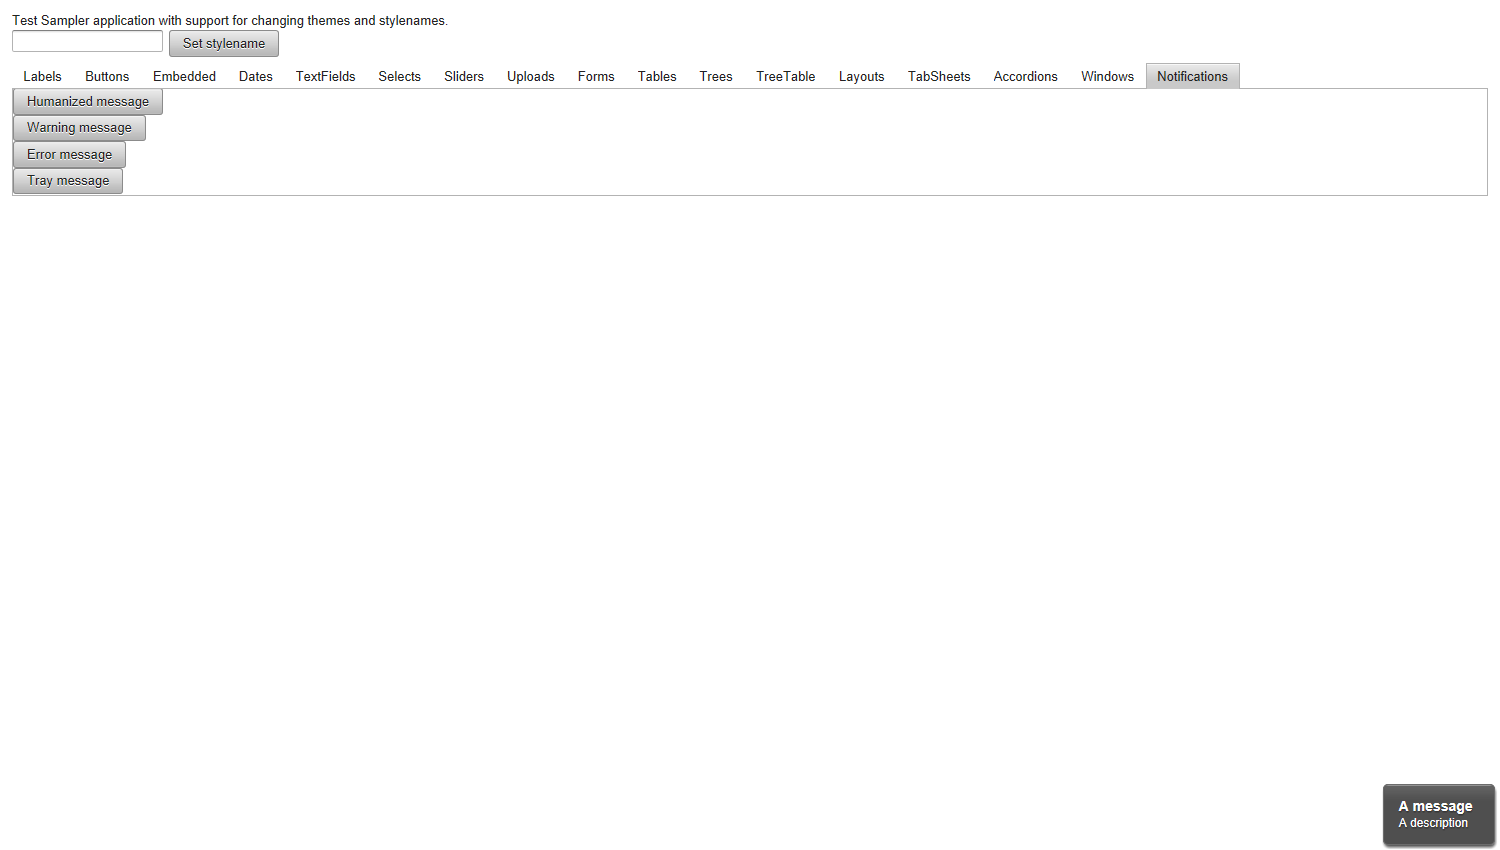 Test Sampler application with support for changing themes and stylenames.
Set stylename
Labels Buttons Embedded Dates TextFields Selects Sliders Uploads Forms Tables Trees TreeTable Layouts TabSheets Accordions Windows Notifications
Humanized message
Warning message
Error message
Tray message
A message
A description